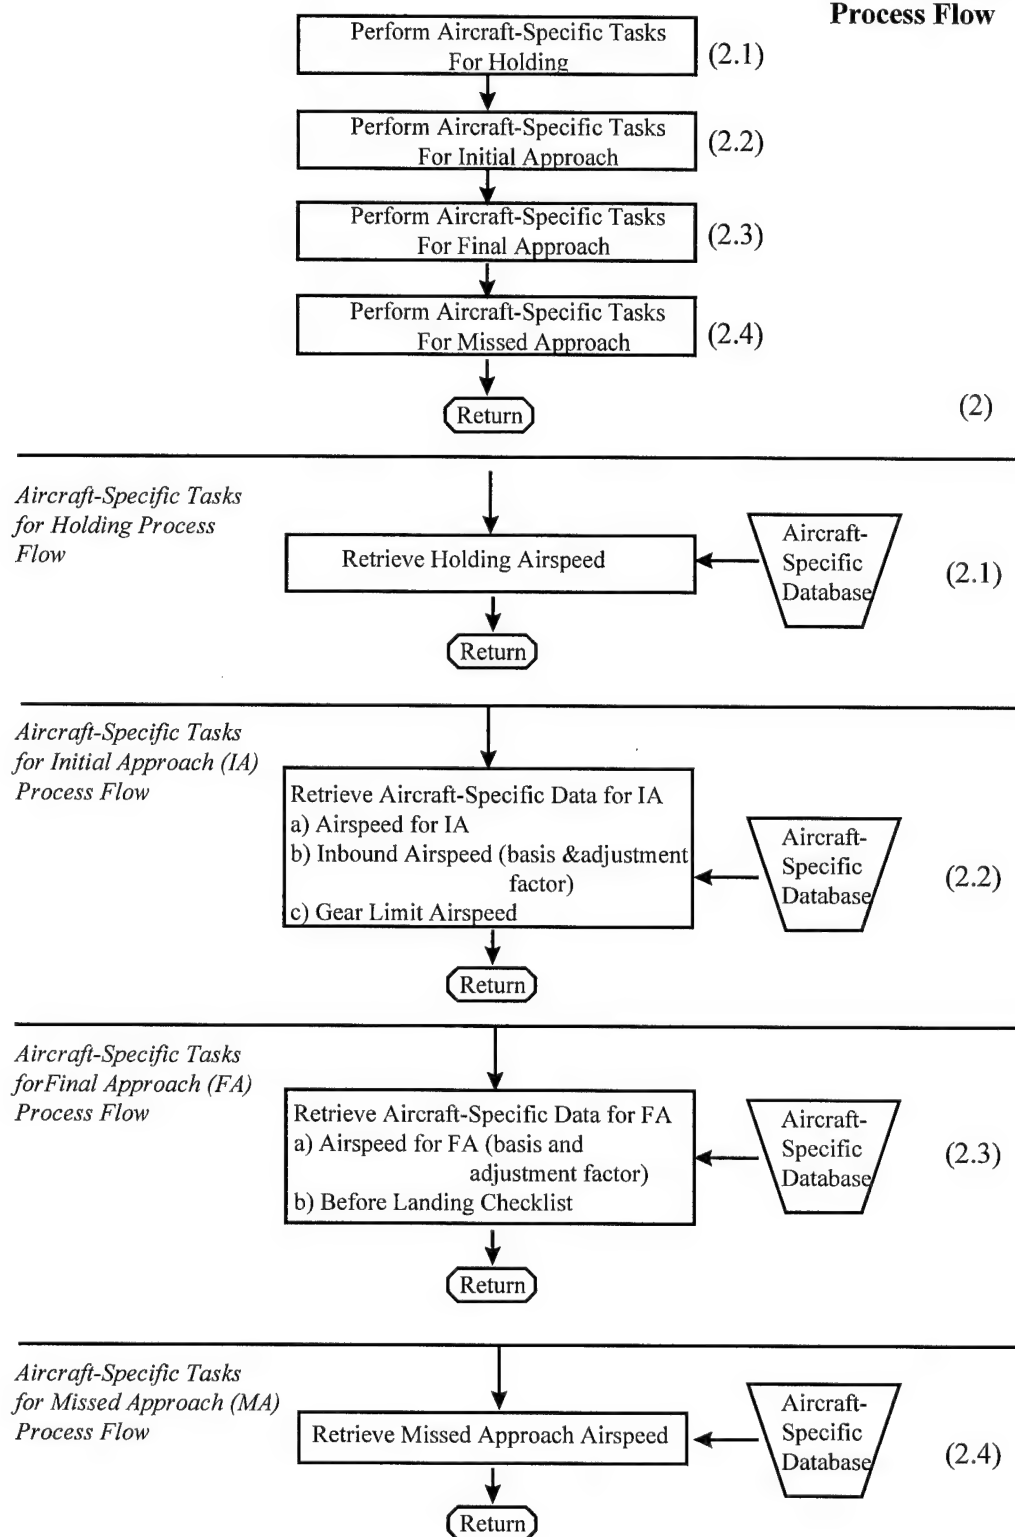 Process Flow
Perform Aircraft-Specific Tasks
For Holding
(2.1)
Perform Aircraft-Specific Tasks
For Initial Approach
(2.2)
Perform Aircraft-Specific Tasks
For Final Approach
(2.3)
Perform Aircraft-Specific Tasks
For Missed Approach
(2.4)
Return
(2)
Aircraft-Specific Tasks
for Holding Process
Flow
Retrieve Holding Airspeed
Aircraft-
Specific
Database
(2.1)
Return
Aircraft-Specific Tasks
for Initial Approach (IA)
Process Flow
Retrieve Aircraft-Specific Data for IA
a) Airspeed for IA
b) Inbound Airspeed (basis &adjustment
factor)
c) Gear Limit Airspeed
Aircraft-
Specific
Database
(2.2)
Return
Aircraft-Specific Tasks
forFinal Approach (FA)
Process Flow
Retrieve Aircraft-Specific Data for FA
a) Airspeed for FA (basis and
adjustment factor)
b) Before Landing Checklist
Aircraft-
Specific
Database
(2.3)
Return
Aircraft-Specific Tasks
for Missed Approach (MA)
Process Flow
Retrieve Missed Approach Airspeed
Aircraft-
Specific
Database
(2.4)
Return